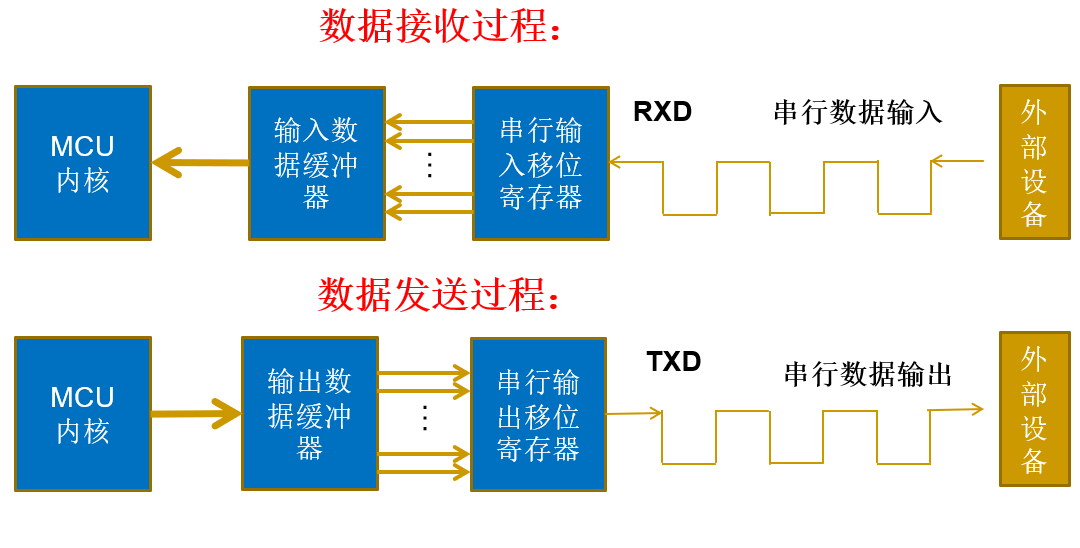 数据接收过程：
MCU
内核
输入数
据缓冲
器
⋮
串行输
入移位
寄存器
RXD
串行数据输入
外
部
设
备
数据发送过程：
MCU
内核
输出数
据缓冲
器
⋮
串行输
出移位
寄存器
TXD
串行数据输出
外
部
设
备